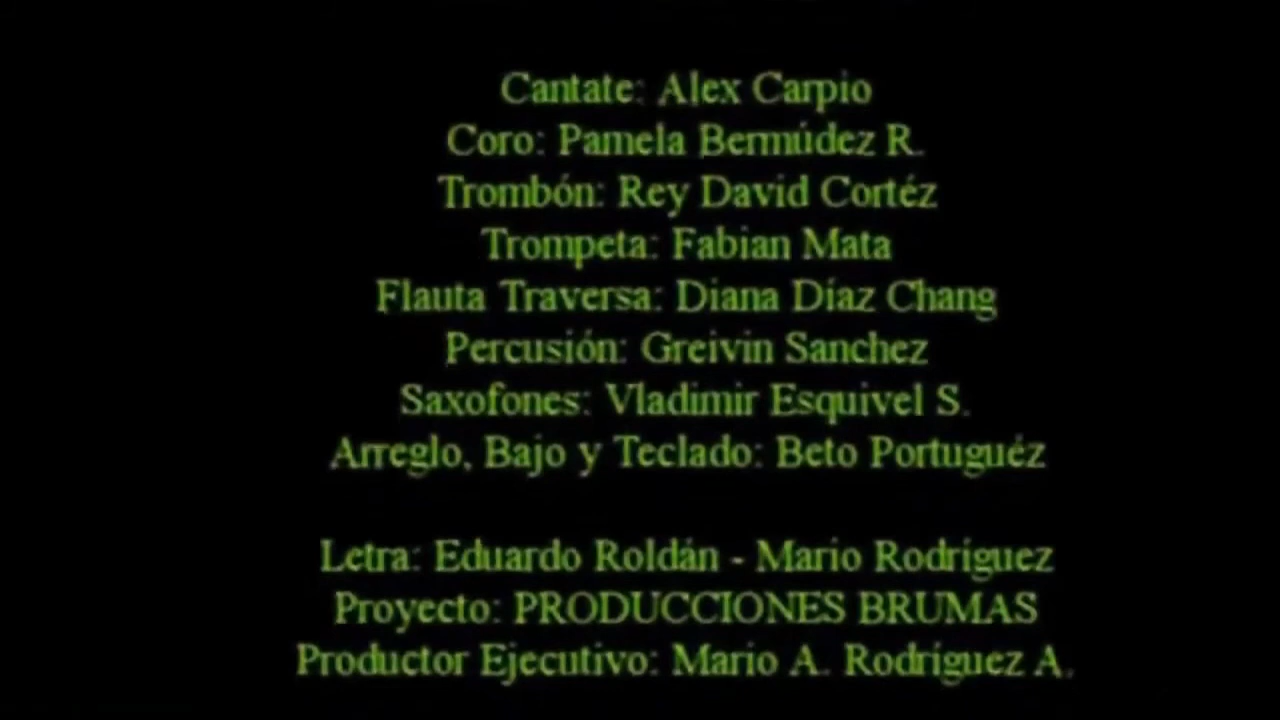 Cantate: Alex Carpio
Coro: Pamela Bermúdez R.
Trombón: Rey David Cortéz
Trompeta: Fabian Mata
Flauta Traversa: Diana Díaz Chang
Percusión: Greivin Sanchez
Saxofones: Vladimir Esquivel S.
Arreglo, Bajo y Teclado: Beto Portuguéz
Letra: Eduardo Roldán - Mario Rodríguez
Proyecto: PRODUCCIONES BRUMAS
Productor Ejecutivo: Mario A. Rodríguez A.